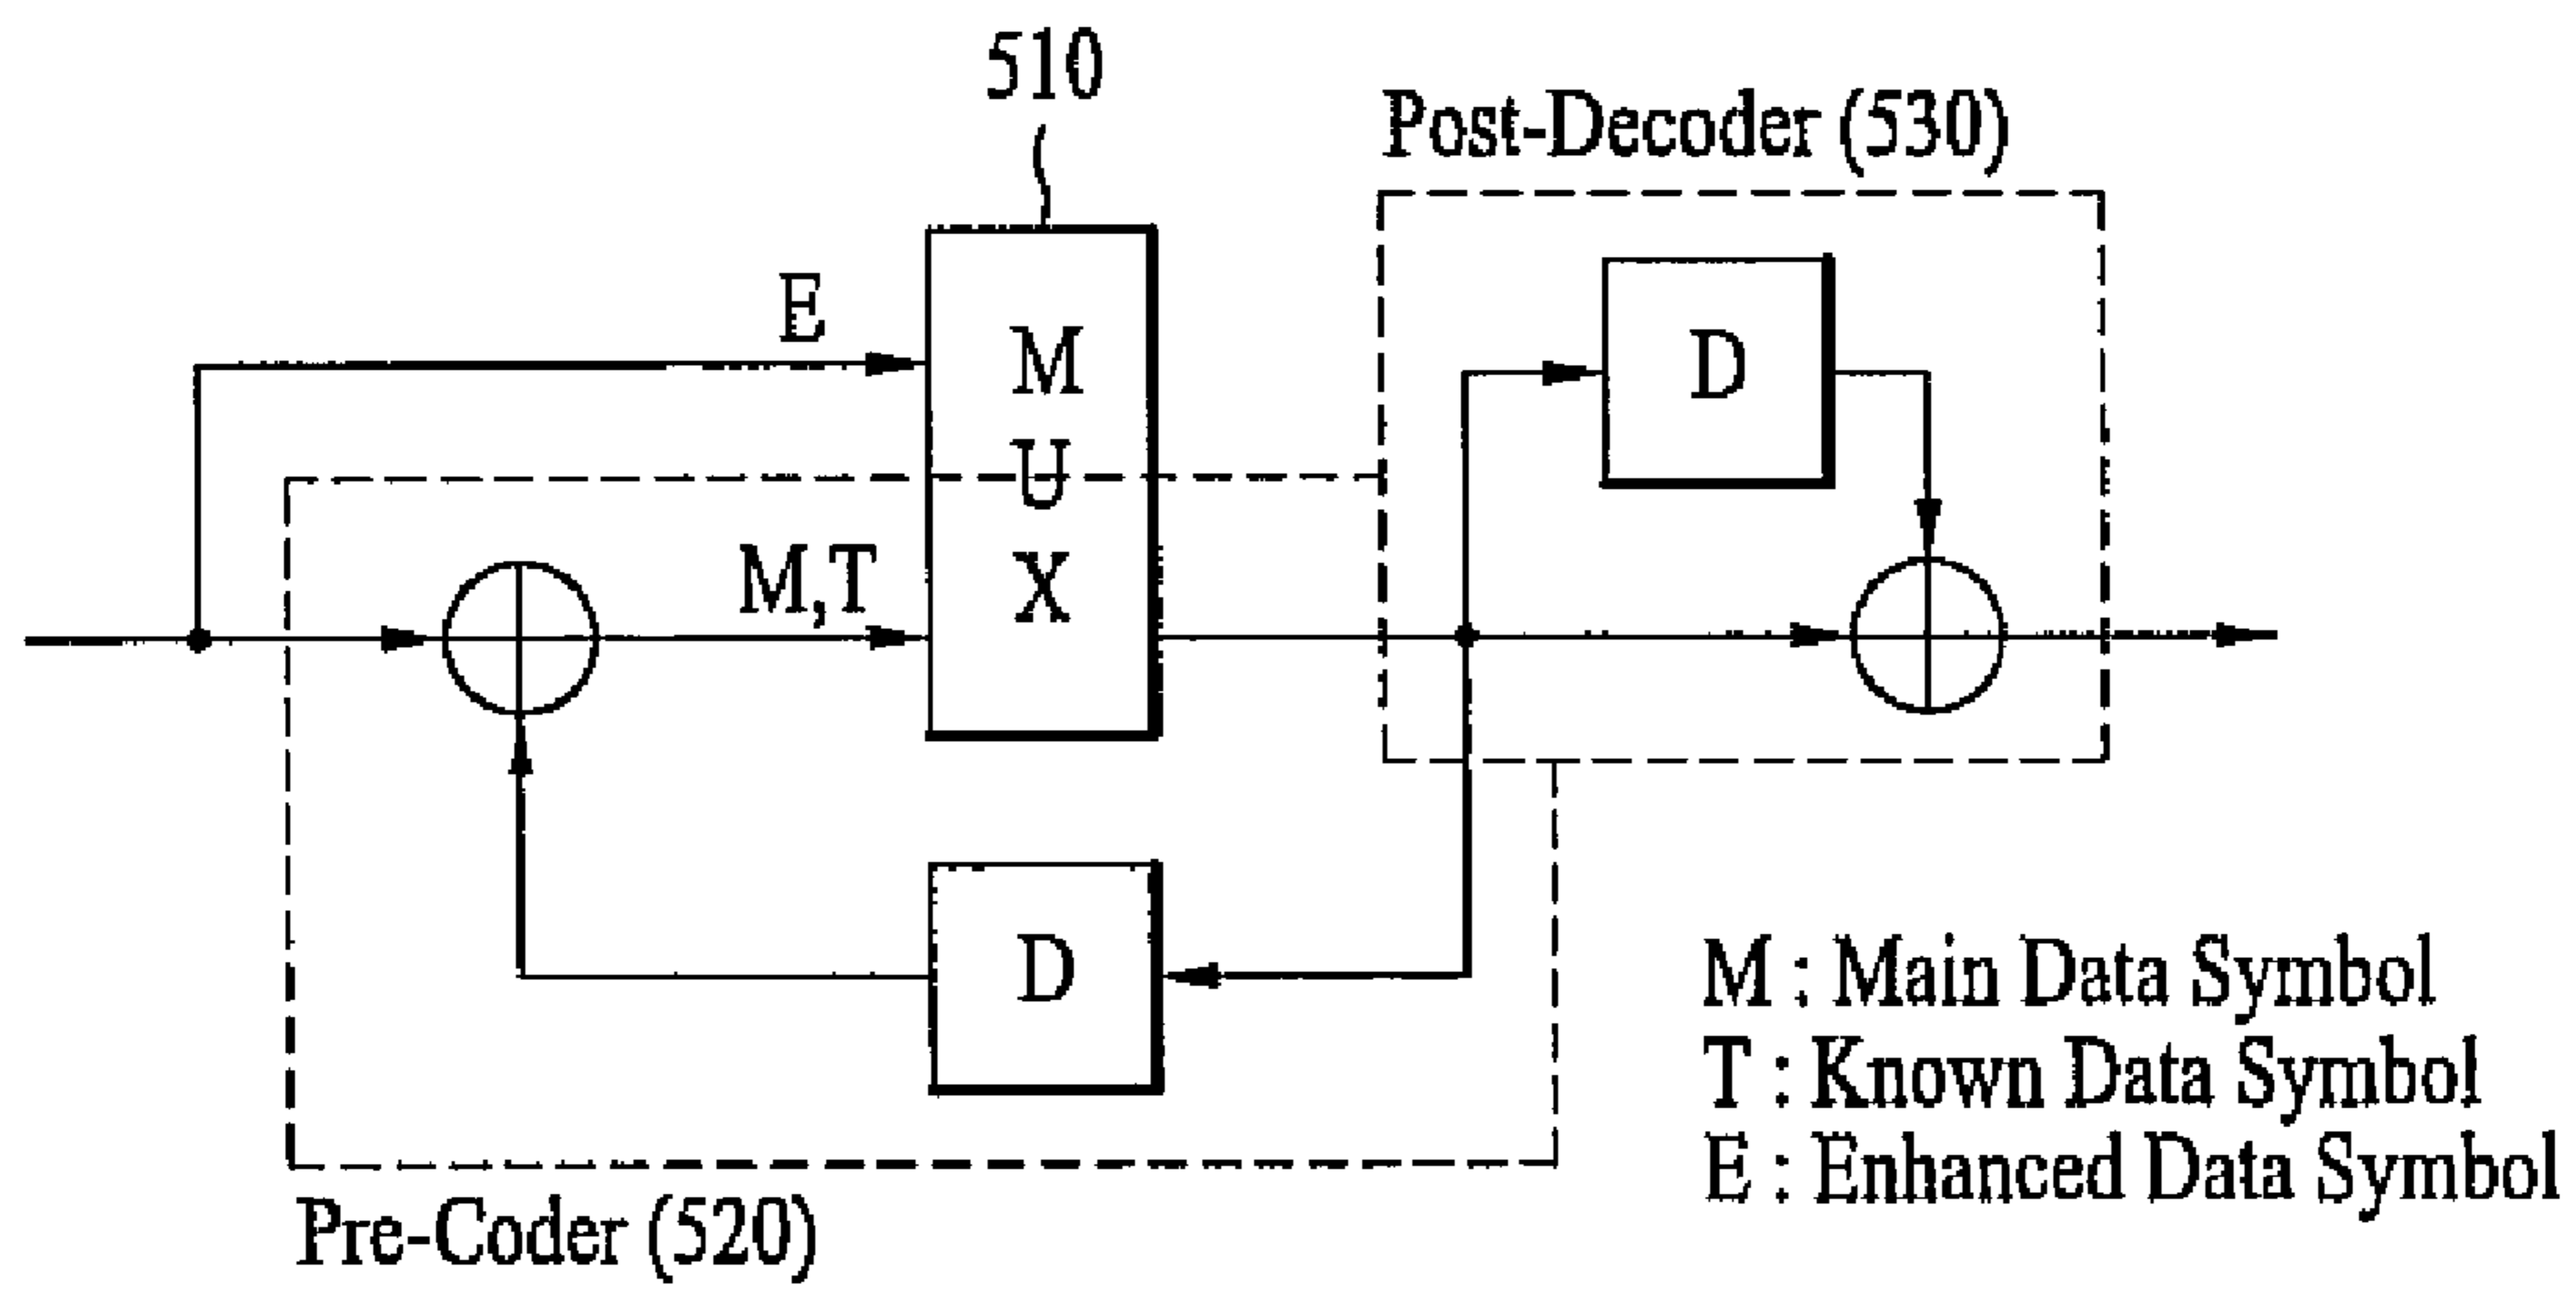 510
Post-Decoder (530)
E
M
U
X
D
M,T
D
M : Main Data Symbol
T : Known Data Symbol
E : Enhanced Data Symbol
Pre-Coder (520)